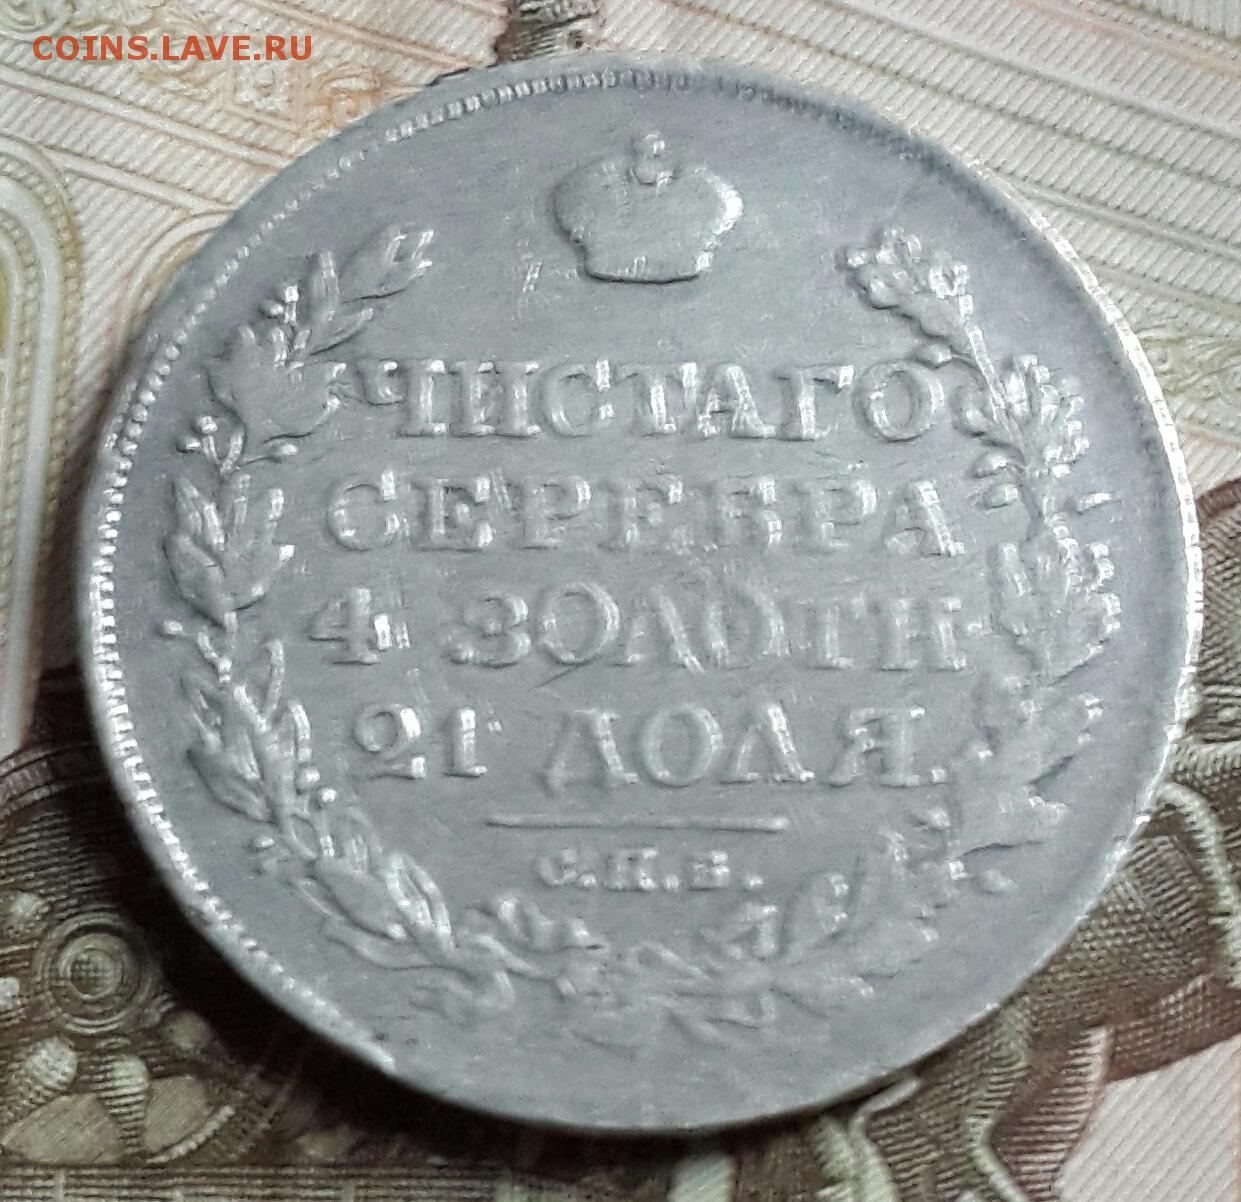 COINS.LAVE.RU
ЧИСТАГО
СЕРЕБРА
4 ЗОЛОТН
21 ДОЛЯ.
С.П.Б.